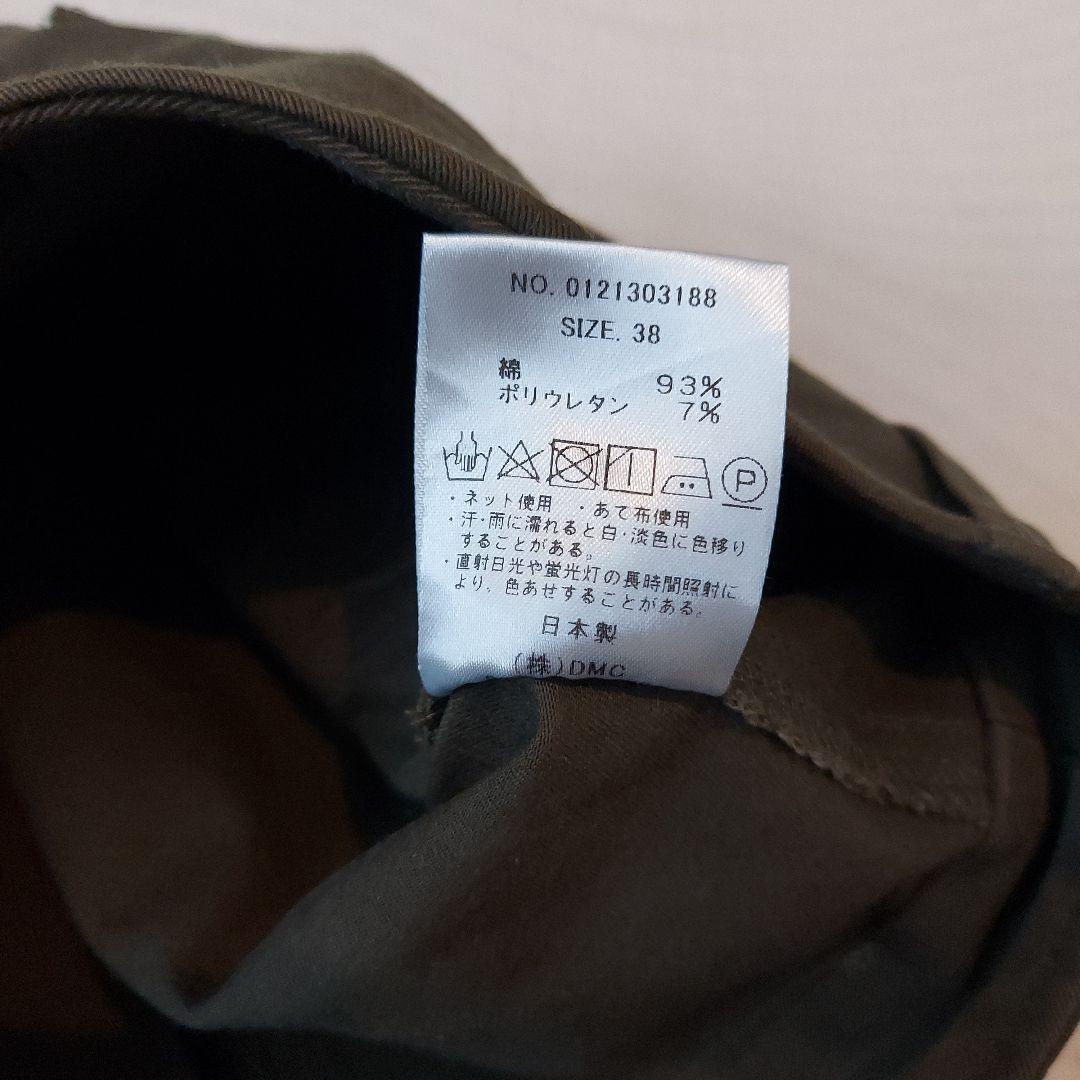 NO. 0121303188
SIZE. 38
綿 93%
ポリウレタン 7%
P
・ネット使用 ・あて布使用
・汗・雨に濡れると白・淡色に色移り
することがある。
・直射日光や蛍光灯の長時間照射に
より、色あせすることがある。
日本製
(株)DMC